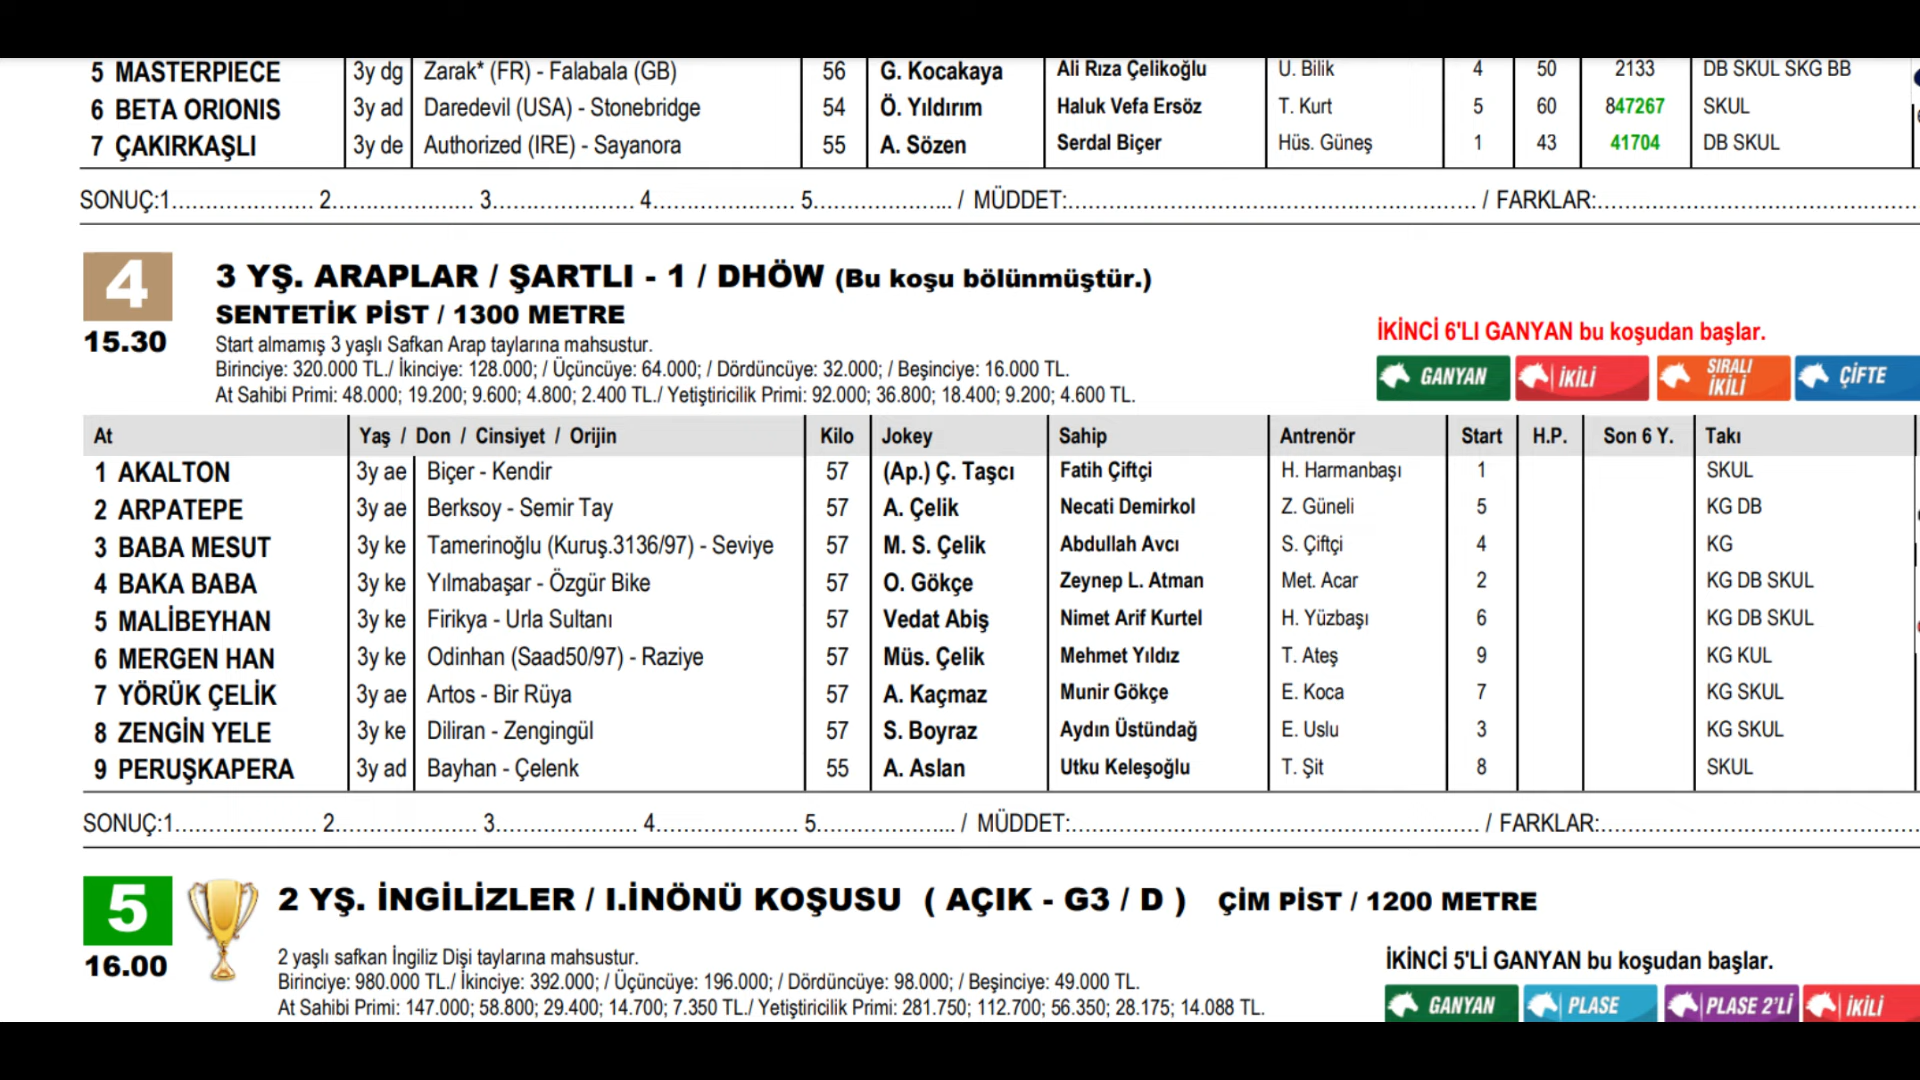 5 MASTERPIECE 3y dg Zarak* (FR) - Falabala (GB) 56 G. Kocakaya Ali Rıza Çelikoğlu U. Bilik 4 50 2133 DB SKUL SKG BB
6 BETA ORIONIS 3y ad Daredevil (USA) - Stonebridge 54 Ö. Yıldırım Haluk Vefa Ersöz T. Kurt 5 60 847267 SKUL
7 ÇAKIRKAŞLI 3y de Authorized (IRE) - Sayanora 55 A. Sözen Serdal Biçer Hüs. Güneş 1 43 41704 DB SKUL
SONUÇ:1..................... 2..................... 3..................... 4..................... 5..................... / MÜDDET:............................................................. / FARKLAR:................................................
4 3 YŞ. ARAPLAR / ŞARTLI - 1 / DHÖW (Bu koşu bölünmüştür.)
SENTETİK PİST / 1300 METRE
15.30
Start almamış 3 yaşlı Safkan Arap taylarına mahsustur.
Birinciye: 320.000 TL./ İkinciye: 128.000; / Üçüncüye: 64.000; / Dördüncüye: 32.000; / Beşinciye: 16.000 TL.
At Sahibi Primi: 48.000; 19.200; 9.600; 4.800; 2.400 TL./ Yetiştiricilik Primi: 92.000; 36.800; 18.400; 9.200; 4.600 TL.
İKİNCİ 6'LI GANYAN bu koşudan başlar.
GANYAN İKİLİ SIRALI İKİLİ ÇİFTE
At Yaş / Don / Cinsiyet / Orijin Kilo Jokey Sahip Antrenör Start H.P. Son 6 Y. Takı
1 AKALTON 3y ae Biçer - Kendir 57 (Ap.) Ç. Taşcı Fatih Çiftçi H. Harmanbaşı 1 SKUL
2 ARPATEPE 3y ae Berksoy - Semir Tay 57 A. Çelik Necati Demirkol Z. Güneli 5 KG DB
3 BABA MESUT 3y ke Tamerinoğlu (Kuruş.3136/97) - Seviye 57 M. S. Çelik Abdullah Avcı S. Çiftçi 4 KG
4 BAKA BABA 3y ke Yılmabaşar - Özgür Bike 57 O. Gökçe Zeynep L. Atman Met. Acar 2 KG DB SKUL
5 MALİBEYHAN 3y ke Firikya - Urla Sultanı 57 Vedat Abiş Nimet Arif Kurtel H. Yüzbaşı 6 KG DB SKUL
6 MERGEN HAN 3y ke Odinhan (Saad50/97) - Raziye 57 Müs. Çelik Mehmet Yıldız T. Ateş 9 KG KUL
7 YÖRÜK ÇELİK 3y ae Artos - Bir Rüya 57 A. Kaçmaz Munir Gökçe E. Koca 7 KG SKUL
8 ZENGİN YELE 3y ke Diliran - Zengingül 57 S. Boyraz Aydın Üstündağ E. Uslu 3 KG SKUL
9 PERUŞKAPERA 3y ad Bayhan - Çelenk 55 A. Aslan Utku Keleşoğlu T. Şit 8 SKUL
SONUÇ:1..................... 2..................... 3..................... 4..................... 5..................... / MÜDDET:............................................................. / FARKLAR:................................................
5 2 YŞ. İNGİLİZLER / I.İNÖNÜ KOŞUSU ( AÇIK - G3 / D ) ÇİM PİST / 1200 METRE
16.00
2 yaşlı safkan İngiliz Dişi taylarına mahsustur.
Birinciye: 980.000 TL./ İkinciye: 392.000; / Üçüncüye: 196.000; / Dördüncüye: 98.000; / Beşinciye: 49.000 TL.
At Sahibi Primi: 147.000; 58.800; 29.400; 14.700; 7.350 TL./ Yetiştiricilik Primi: 281.750; 112.700; 56.350; 28.175; 14.088 TL.
İKİNCİ 5'Lİ GANYAN bu koşudan başlar.
GANYAN PLASE PLASE 2'Lİ İKİLİ